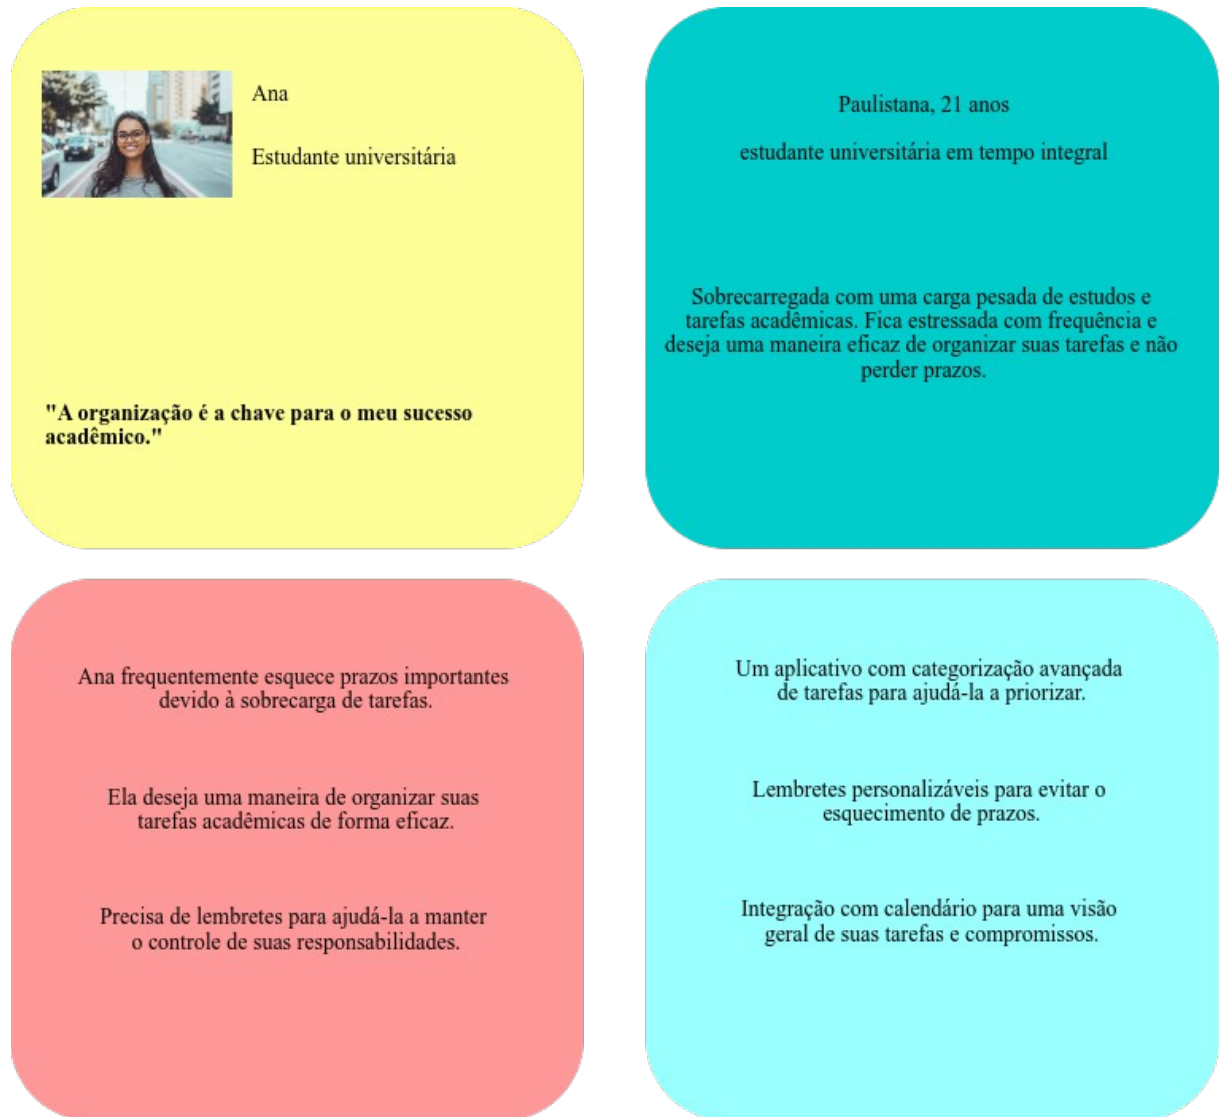 Ana
Estudante universitária
"A organização é a chave para o meu sucesso
acadêmico."
Paulistana, 21 anos
estudante universitária em tempo integral
Sobrecarregada com uma carga pesada de estudos e
tarefas acadêmicas. Fica estressada com frequência e
deseja uma maneira eficaz de organizar suas tarefas e não
perder prazos.
Ana frequentemente esquece prazos importantes
devido à sobrecarga de tarefas.
Ela deseja uma maneira de organizar suas
tarefas acadêmicas de forma eficaz.
Precisa de lembretes para ajudá-la a manter
o controle de suas responsabilidades.
Um aplicativo com categorização avançada
de tarefas para ajudá-la a priorizar.
Lembretes personalizáveis para evitar o
esquecimento de prazos.
Integração com calendário para uma visão
geral de suas tarefas e compromissos.